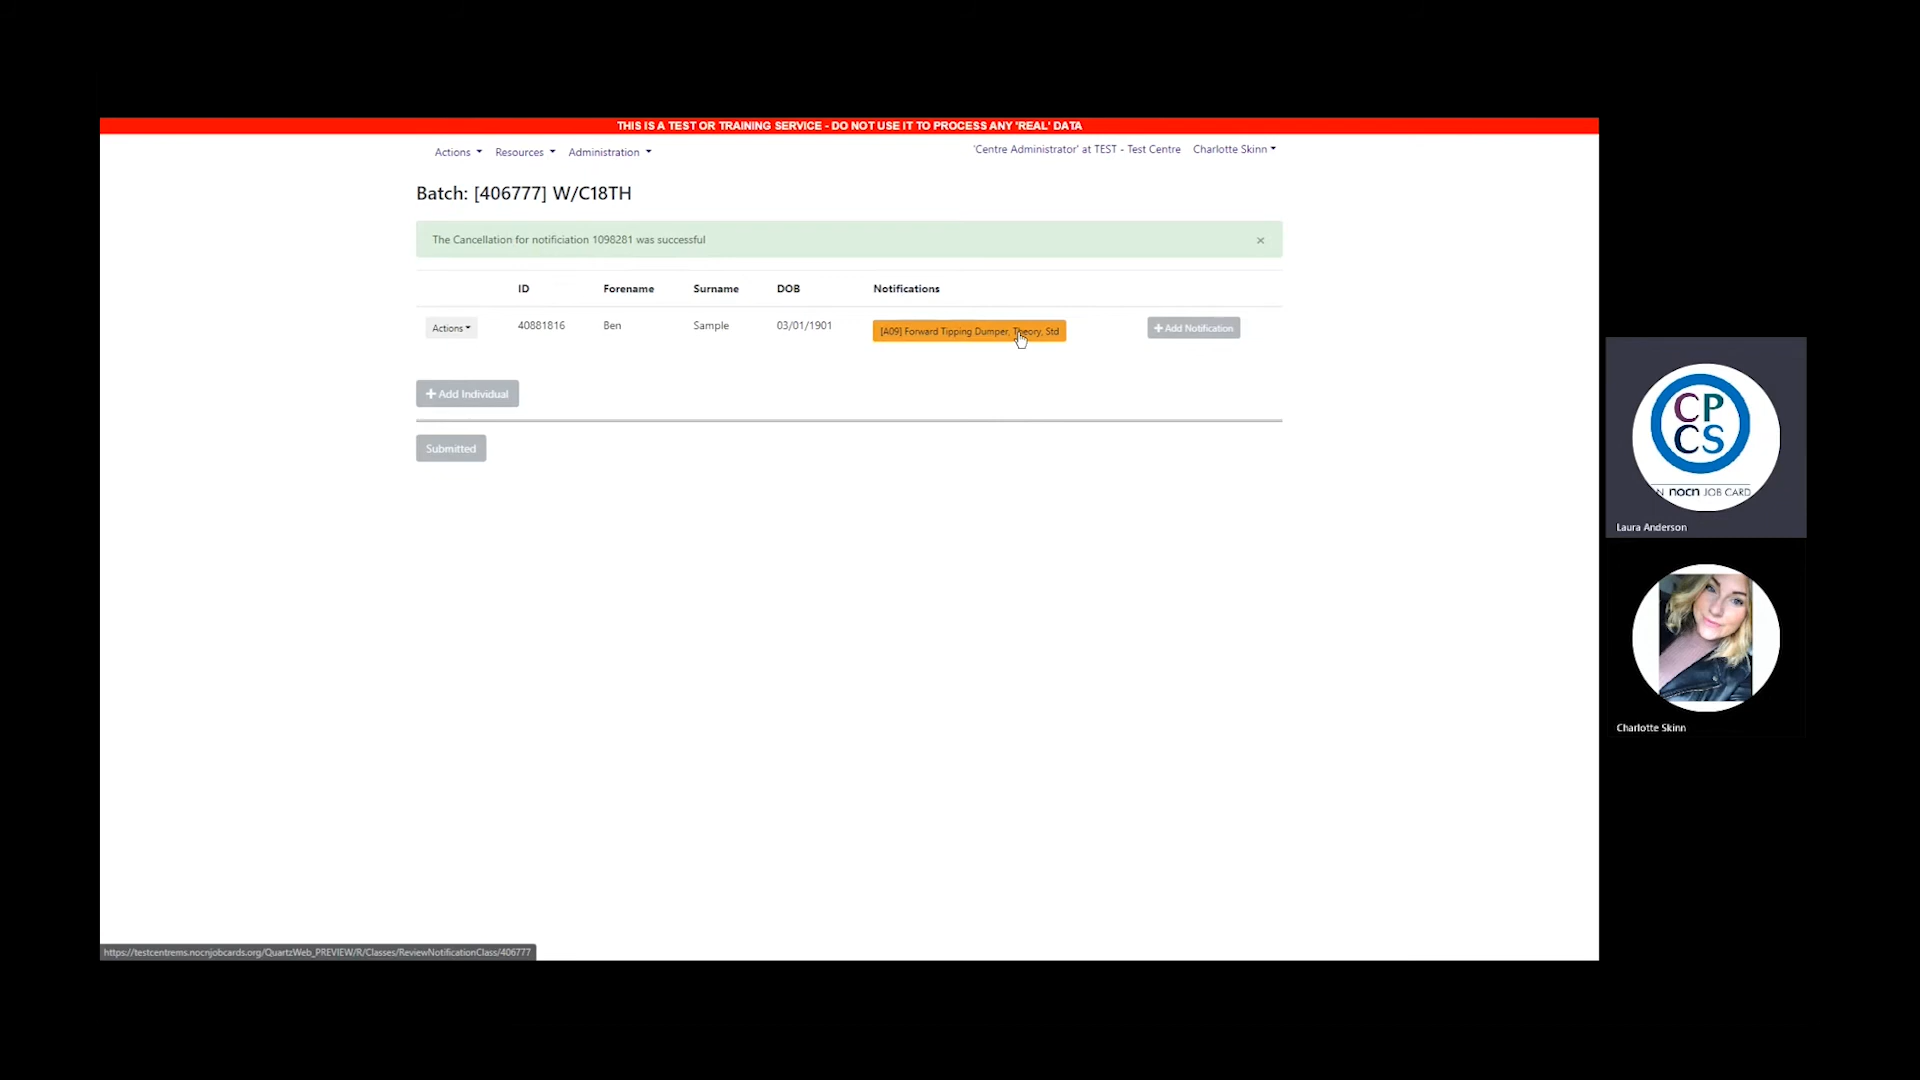 THIS IS A TEST OR TRAINING SERVICE - DO NOT USE IT TO PROCESS ANY 'REAL' DATA
Actions Resources Administration 'Centre Administrator' at TEST - Test Centre Charlotte Skinn
Batch: [406777] W/C18TH
The Cancellation for notificiation 1098281 was successful ×
ID Forename Surname DOB Notifications
Actions 40881816 Ben Sample 03/01/1901 [A09] Forward Tipping Dumper, Theory, Std + Add Notification
+ Add Individual
Submitted
CP
CS
N nocn JOB CARD
Laura Anderson
Charlotte Skinn
https://testcentrems.nocnjobcards.org/QuartzWeb_PREVIEW/R/Classes/ReviewNotificationClass/406777